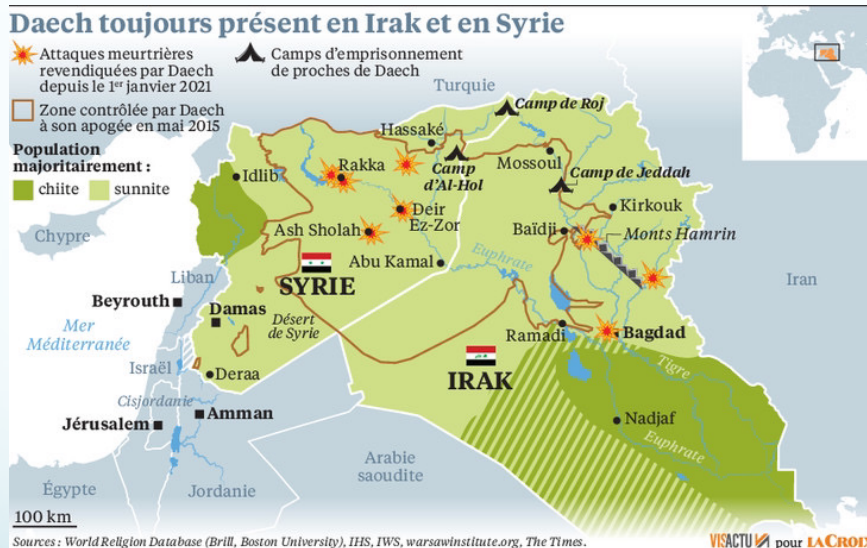 Daech toujours présent en Irak et en Syrie
Attaques meurtrières
revendiquées par Daech
depuis le 1er janvier 2021
Camps d'emprisonnement
de proches de Daech
Zone contrôlée par Daech
à son apogée en mai 2015
Population
majoritairement :
chiite
sunnite
Turquie
Camp de Roj
Hassaké
Mossoul
Idlib
Rakka
Camp
d'Al-Hol
Camp de Jeddah
Kirkouk
Deir
Ez-Zor
Chypre
Ash Sholah
Baïdji
Monts Hamrin
Abu Kamal
Euphrate
Liban
SYRIE
Iran
Beyrouth
Damas
Mer
Méditerranée
Désert
de Syrie
Ramadi
Bagdad
Israël
Deraa
IRAK
Tigre
Cisjordanie
Jérusalem
Amman
Nadjaf
Euphrate
Arabie
saoudite
Égypte
Jordanie
100 km
Sources : World Religion Database (Brill, Boston University), IHS, IWS, warsawinstitute.org, The Times.
VISACTU pour LA CROI